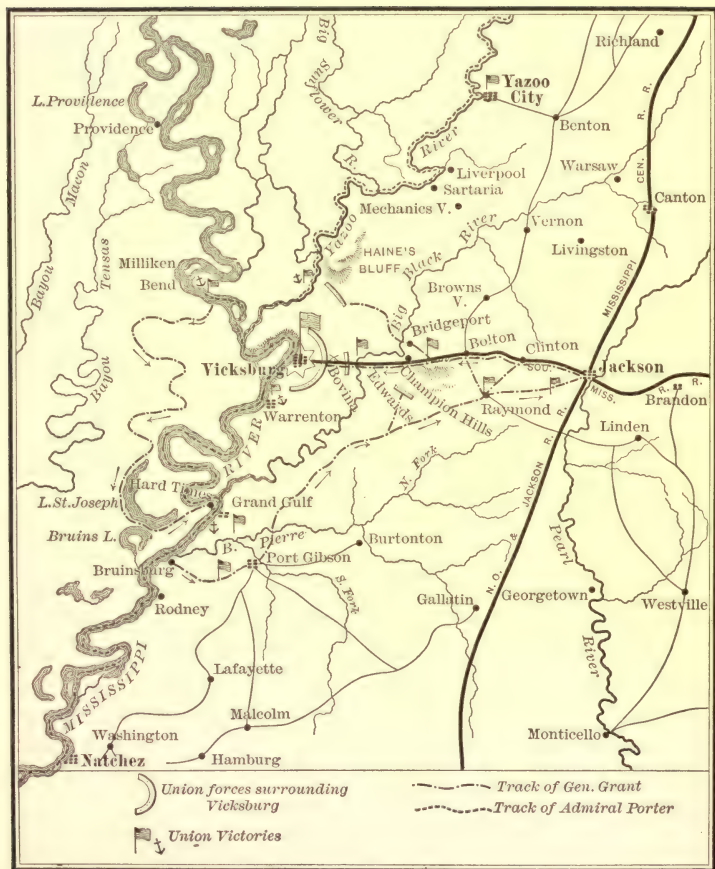 Richland
Big Sunflower R.
Yazoo
City
L. Providence
Providence
Benton
River
MISSISSIPPI CEN. R. R.
Bayou Macon
Tensas
Bayou
Liverpool
Sartaria
Warsaw
Mechanics V.
Canton
Yazoo
Big Black River
Vernon
Livingston
HAINE'S
BLUFF
Milliken
Bend
Browns
V.
Bridgeport
Bolton
Clinton
Vicksburg
Jackson
SOU. MISS. R. R.
Bovina
Edwards
Champion Hills
Warrenton
Raymond
Brandon
Linden
RIVER
Hard Times
L. St. Joseph
Grand Gulf
N. Fork
Bruins L.
B. Pierre
Burtonton
Bruinsburg
Port Gibson
N. O. & JACKSON R. R.
Pearl
River
S. Fork
Rodney
Gallatin
Georgetown
Westville
Lafayette
MISSISSIPPI
Malcolm
Washington
Monticello
Natchez
Hamburg
Union forces surrounding
Vicksburg
Union Victories
Track of Gen. Grant
Track of Admiral Porter